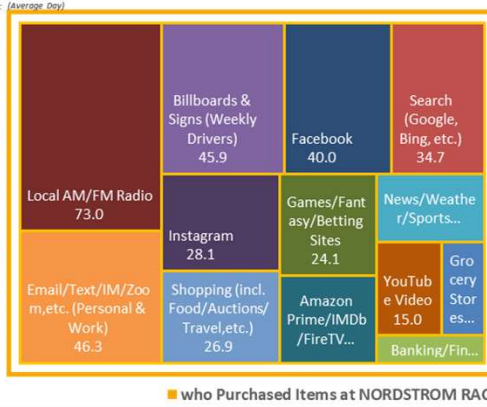 : (Average Day)
Local AM/FM Radio
73.0
Email/Text/IM/Zoo
m,etc. (Personal &
Work)
46.3
Billboards &
Signs (Weekly
Drivers)
45.9
Facebook
40.0
Search
(Google,
Bing, etc.)
34.7
Instagram
28.1
Shopping (incl.
Food/Auctions/
Travel,etc.)
26.9
Games/Fant
asy/Betting
Sites
24.1
Amazon
Prime/IMDb
/FireTV...
News/Weathe
r/Sports...
YouTub
e Video
15.0
Gro
cery
Stor
es...
Banking/Fin...
who Purchased Items at NORDSTROM RAC